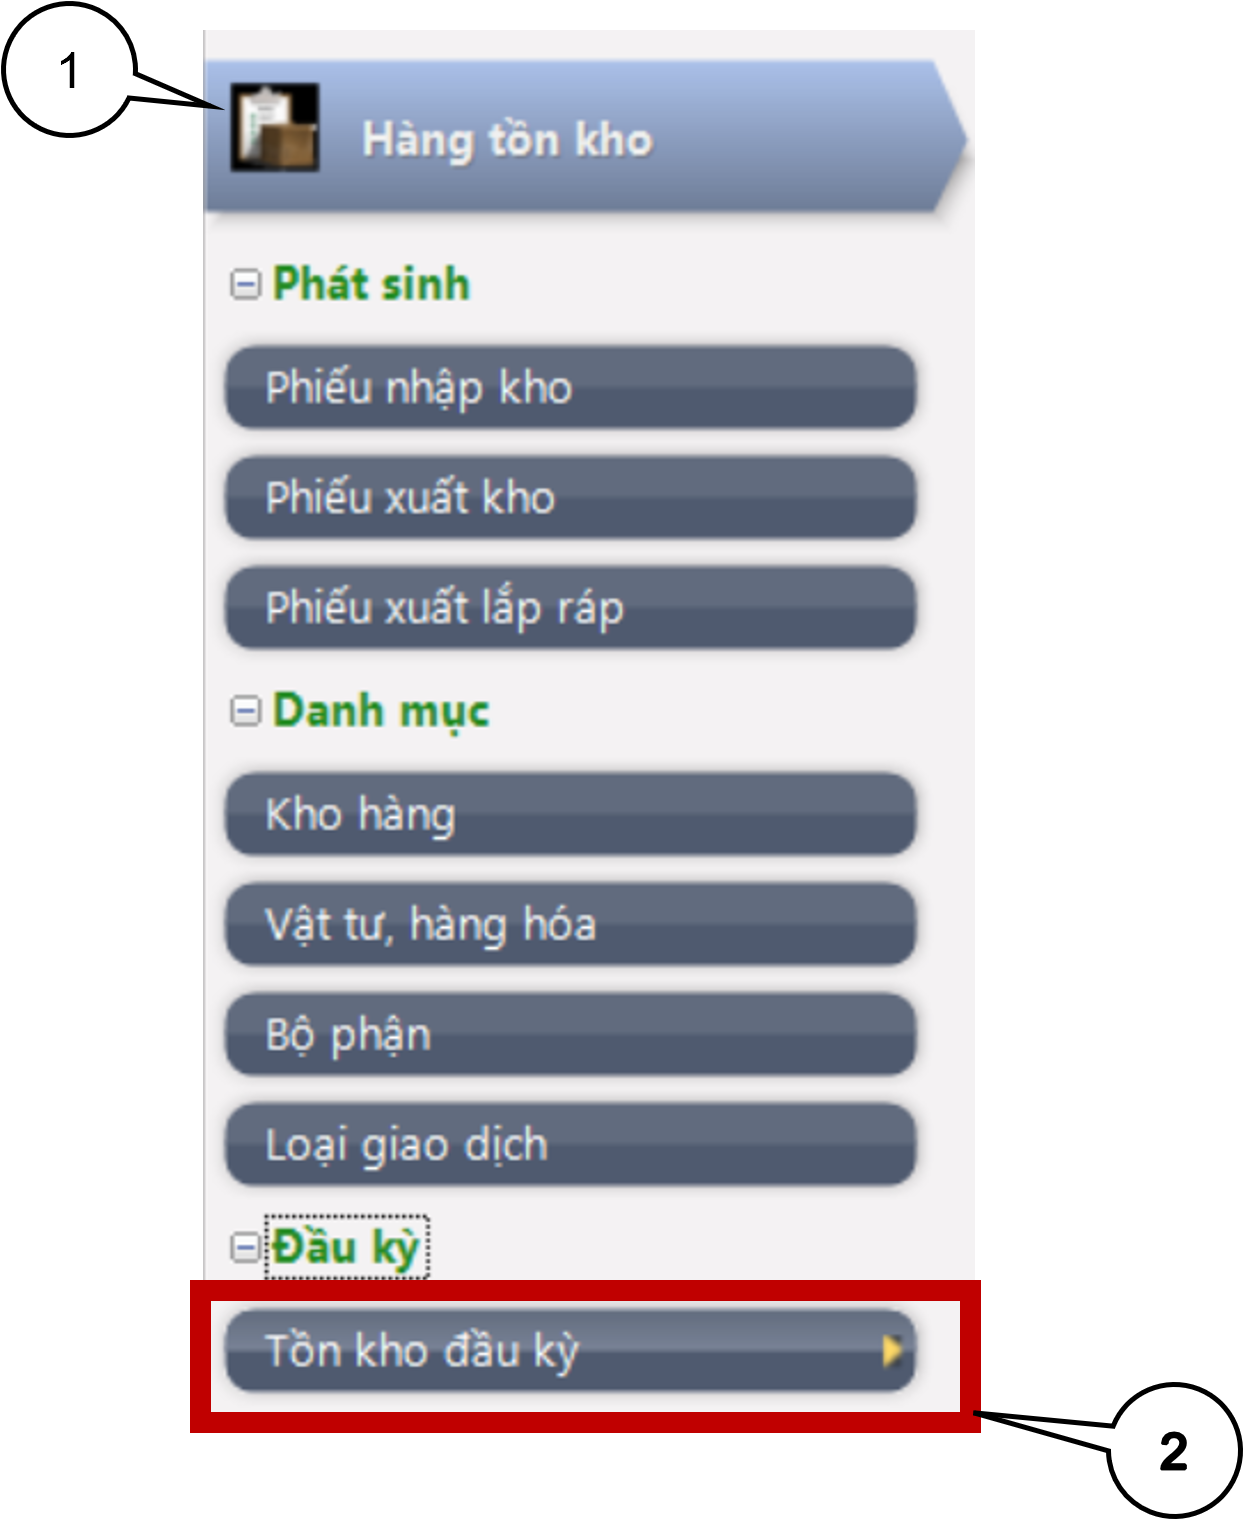 1
Hàng tồn kho
Phát sinh
Phiếu nhập kho
Phiếu xuất kho
Phiếu xuất lắp ráp
Danh mục
Kho hàng
Vật tư, hàng hóa
Bộ phận
Loại giao dịch
Đầu kỳ
Tồn kho đầu kỳ
2